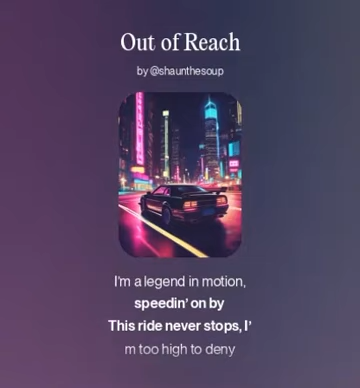 Out of Reach
by @shaunthesoup
I'm a legend in motion,
speedin' on by
This ride never stops, I'
m too high to deny